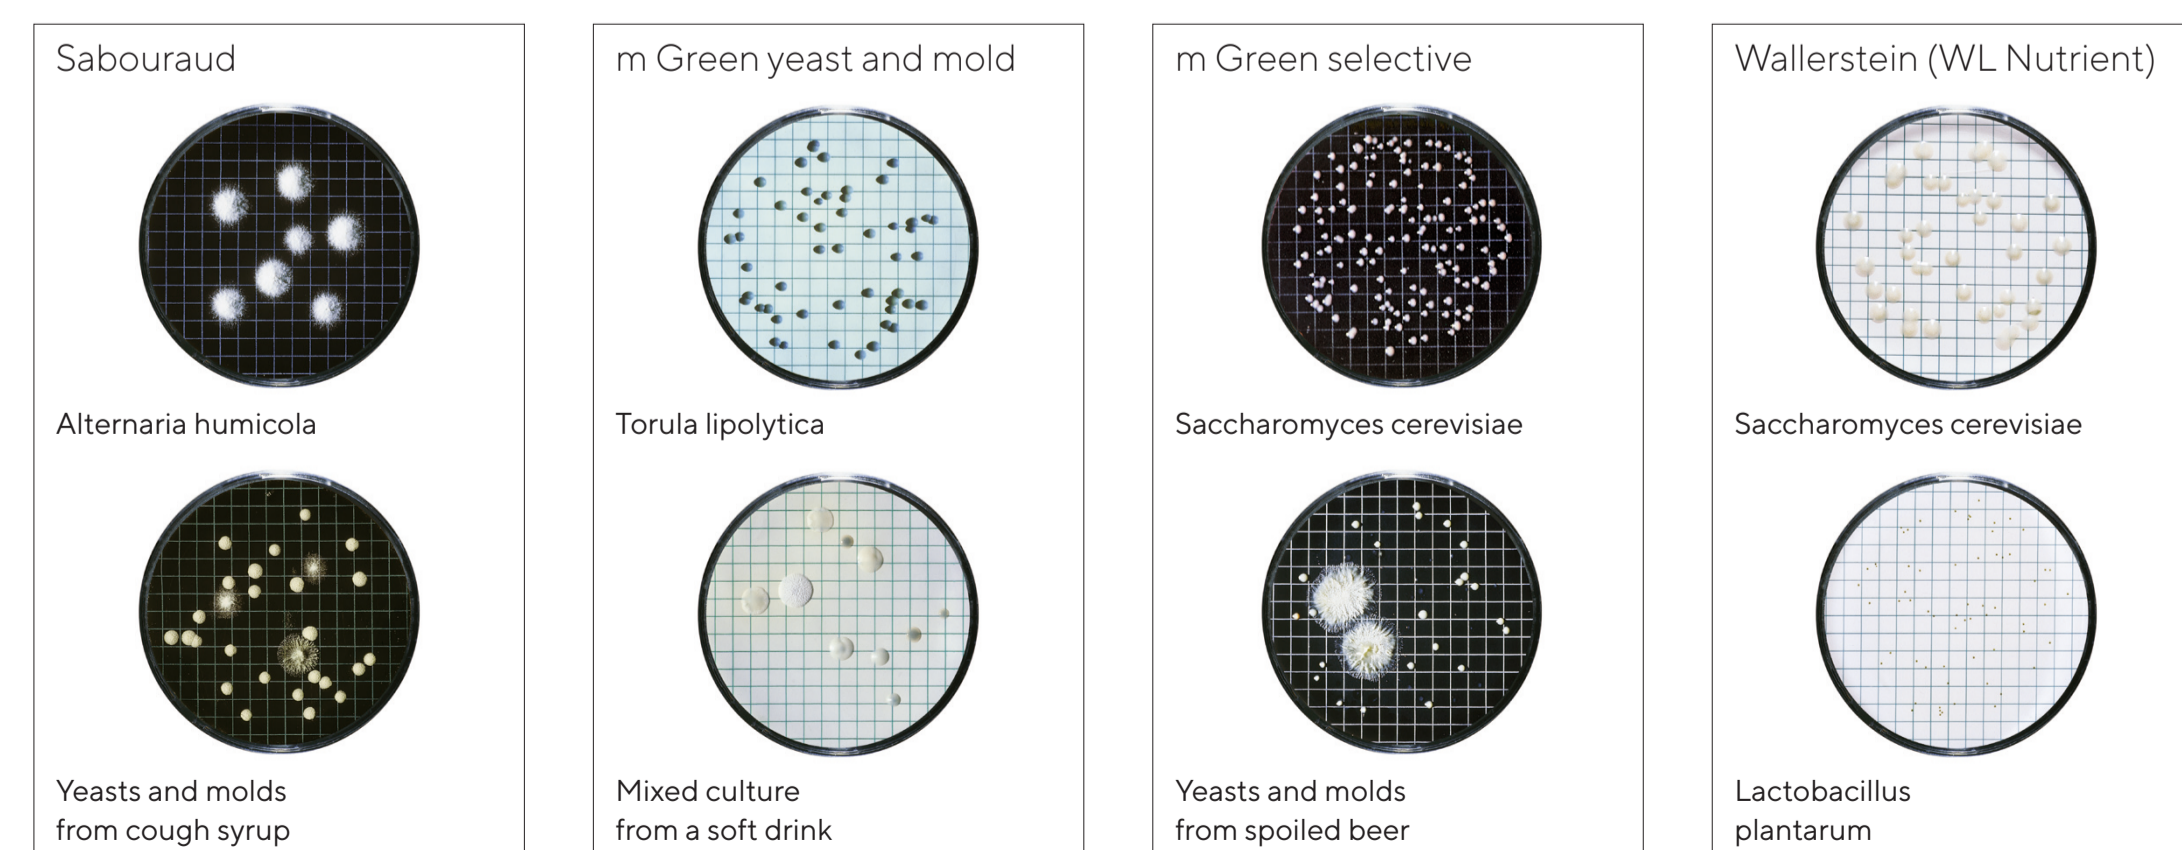 Sabouraud
Alternaria humicola
Yeasts and molds
from cough syrup
m Green yeast and mold
Torula lipolytica
Mixed culture
from a soft drink
m Green selective
Saccharomyces cerevisiae
Yeasts and molds
from spoiled beer
Wallerstein (WL Nutrient)
Saccharomyces cerevisiae
Lactobacillus
plantarum